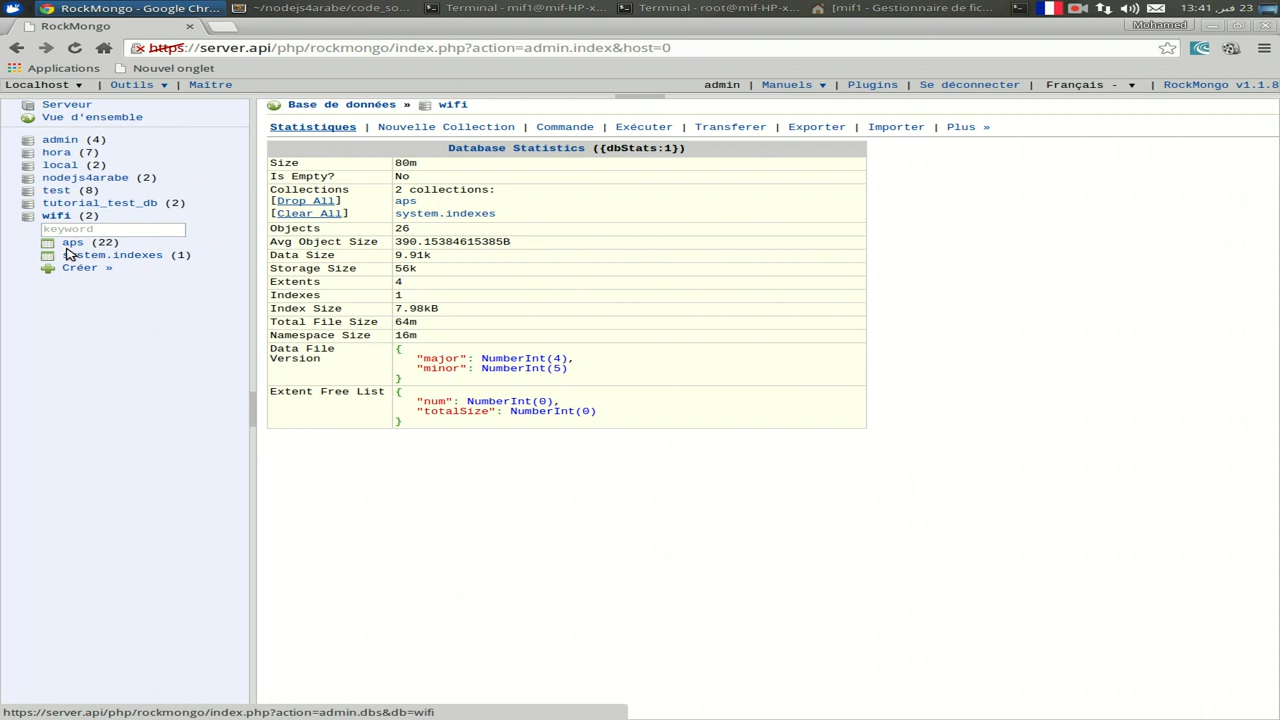 RockMongo - Google Chr...
~/nodejs4arabe/code_so...
Terminal - mif1@mif-HP-x...
Terminal - root@mif-HP-x...
[mif1 - Gestionnaire de fic...
13:41 فبر, 23
RockMongo
Mohamed
https://server.api/php/rockmongo/index.php?action=admin.index&host=0
Applications
Nouvel onglet
Localhost ▼ | Outils ▼ | Maître
admin | Manuels ▼ | Plugins | Se déconnecter | Français - ▼ | RockMongo v1.1.8
Serveur
Vue d'ensemble
admin (4)
hora (7)
local (2)
nodejs4arabe (2)
test (8)
tutorial_test_db (2)
wifi (2)
keyword
aps (22)
system.indexes (1)
Créer »
Base de données » wifi
Statistiques | Nouvelle Collection | Commande | Exécuter | Transferer | Exporter | Importer | Plus »
Database Statistics ({dbStats:1})
Size 80m
Is Empty? No
Collections 2 collections:
[Drop All] aps
[Clear All] system.indexes
Objects 26
Avg Object Size 390.15384615385B
Data Size 9.91k
Storage Size 56k
Extents 4
Indexes 1
Index Size 7.98kB
Total File Size 64m
Namespace Size 16m
Data File {
Version "major": NumberInt(4),
"minor": NumberInt(5)
}
Extent Free List {
"num": NumberInt(0),
"totalSize": NumberInt(0)
}
https://server.api/php/rockmongo/index.php?action=admin.dbs&db=wifi